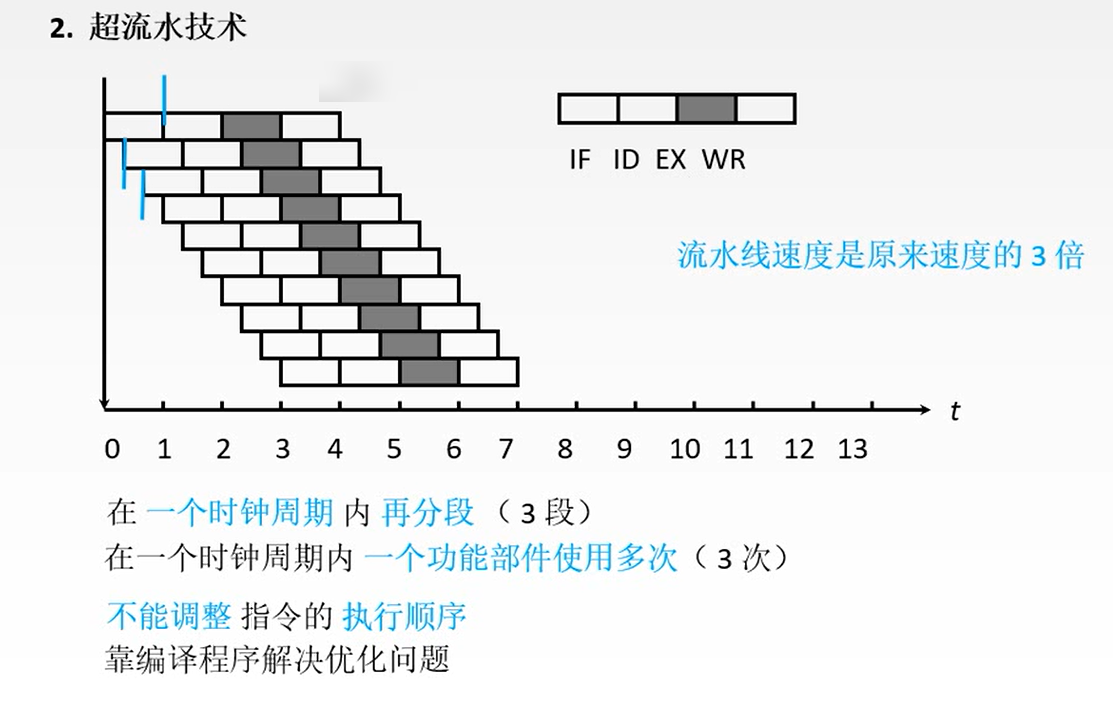 2. 超流水技术
IF ID EX WR
流水线速度是原来速度的 3 倍
t
0 1 2 3 4 5 6 7 8 9 10 11 12 13
在 一个时钟周期 内 再分段 （ 3 段）
在一个时钟周期内 一个功能部件使用多次（ 3 次）
不能调整 指令的 执行顺序
靠编译程序解决优化问题